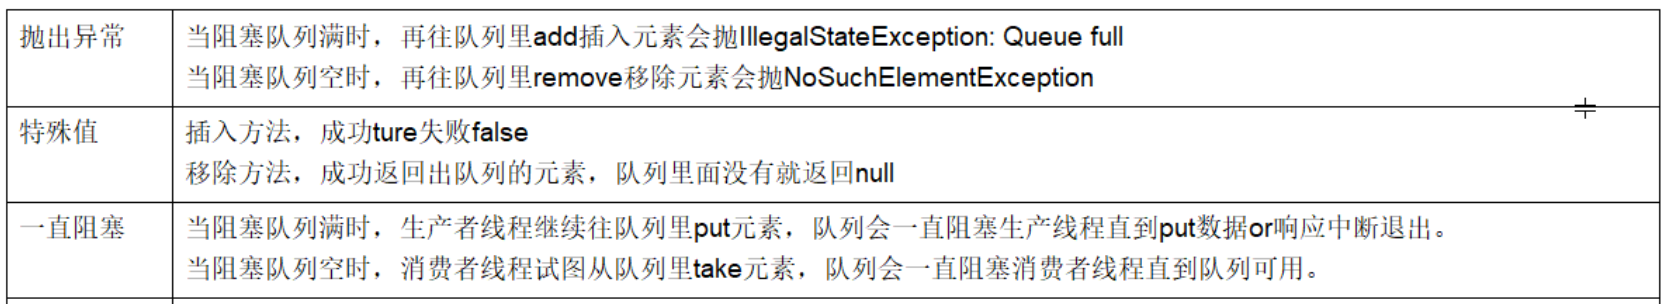 抛出异常
当阻塞队列满时，再往队列里add插入元素会抛IllegalStateException: Queue full
当阻塞队列空时，再往队列里remove移除元素会抛NoSuchElementException
特殊值
插入方法，成功ture失败false
移除方法，成功返回出队列的元素，队列里面没有就返回null
一直阻塞
当阻塞队列满时，生产者线程继续往队列里put元素，队列会一直阻塞生产线程直到put数据or响应中断退出。
当阻塞队列空时，消费者线程试图从队列里take元素，队列会一直阻塞消费者线程直到队列可用。